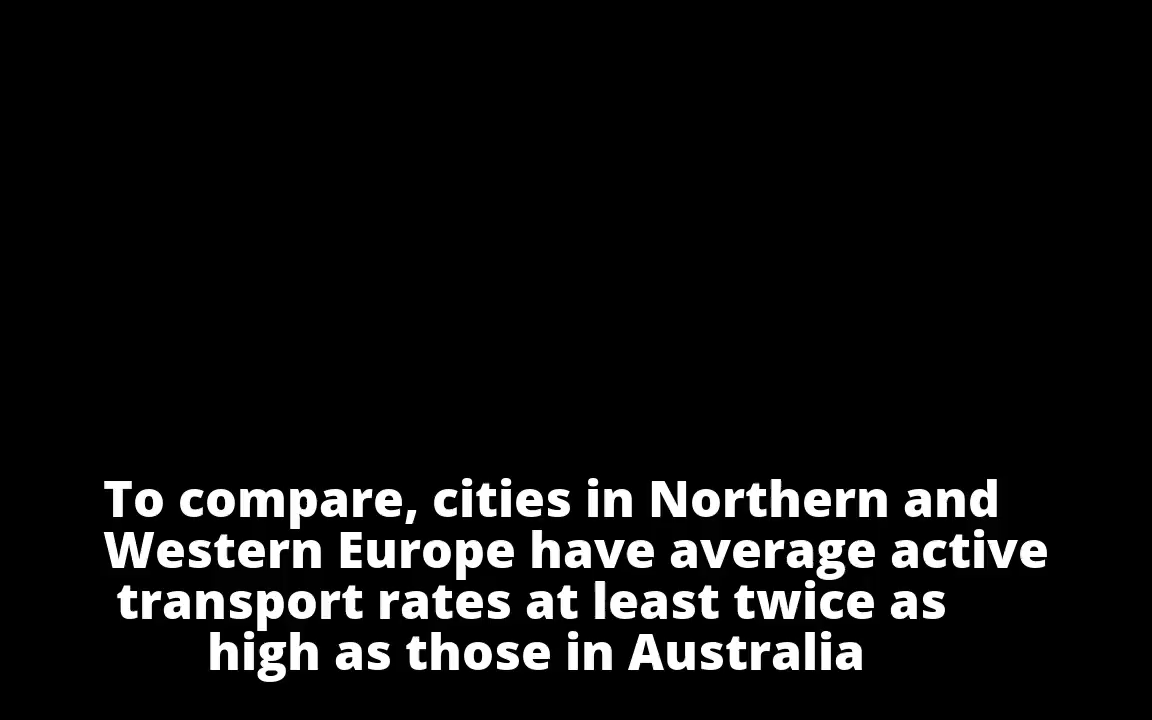 To compare, cities in Northern and
Western Europe have average active
transport rates at least twice as
high as those in Australia